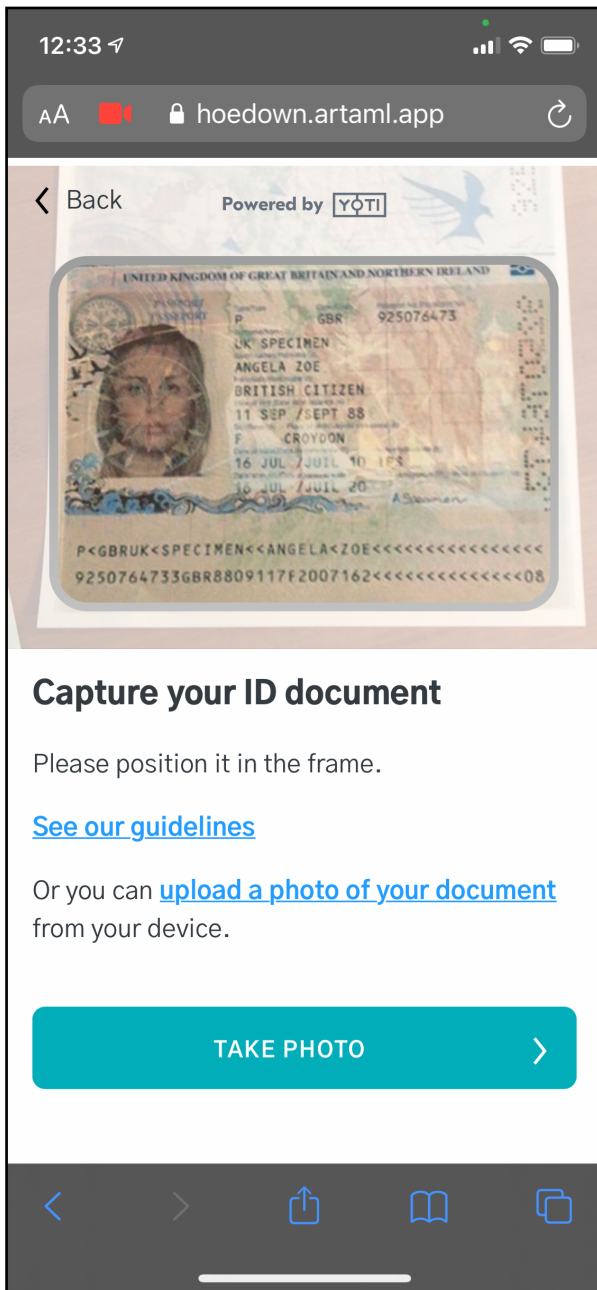 12:33
AA hoedown.artaml.app
Back
Powered by YOTI
UNITED KINGDOM OF GREAT BRITAIN AND NORTHERN IRELAND
PASSPORT
PASSEPORT
P GBR 925076473
UK SPECIMEN
ANGELA ZOE
BRITISH CITIZEN
11 SEP /SEPT 88
F CROYDON
16 JUL /JUIL 10 IPS
16 JUL /JUIL 20
P<GBRUK<SPECIMEN<<ANGELA<ZOE<<<<<<<<<<<<<<<<
9250764733GBR8809117F2007162<<<<<<<<<<<<<<08
Capture your ID document
Please position it in the frame.
See our guidelines
Or you can upload a photo of your document
from your device.
TAKE PHOTO